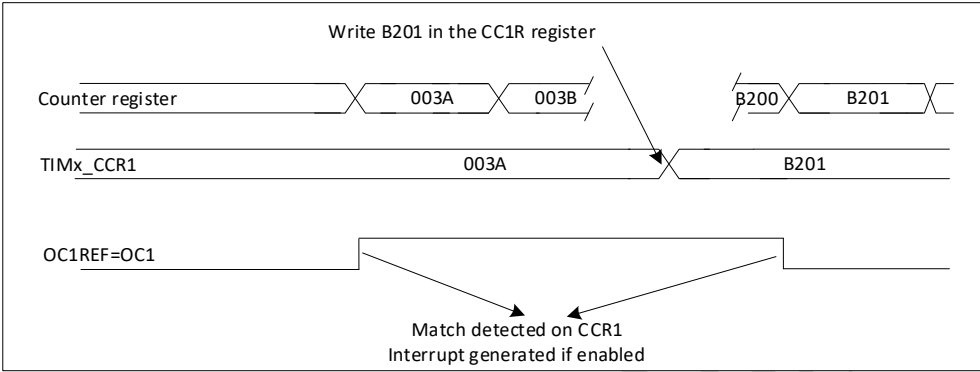 Write B201 in the CC1R register
Counter register 003A 003B B200 B201
TIMx_CCR1 003A B201
OC1REF=OC1
Match detected on CCR1
Interrupt generated if enabled